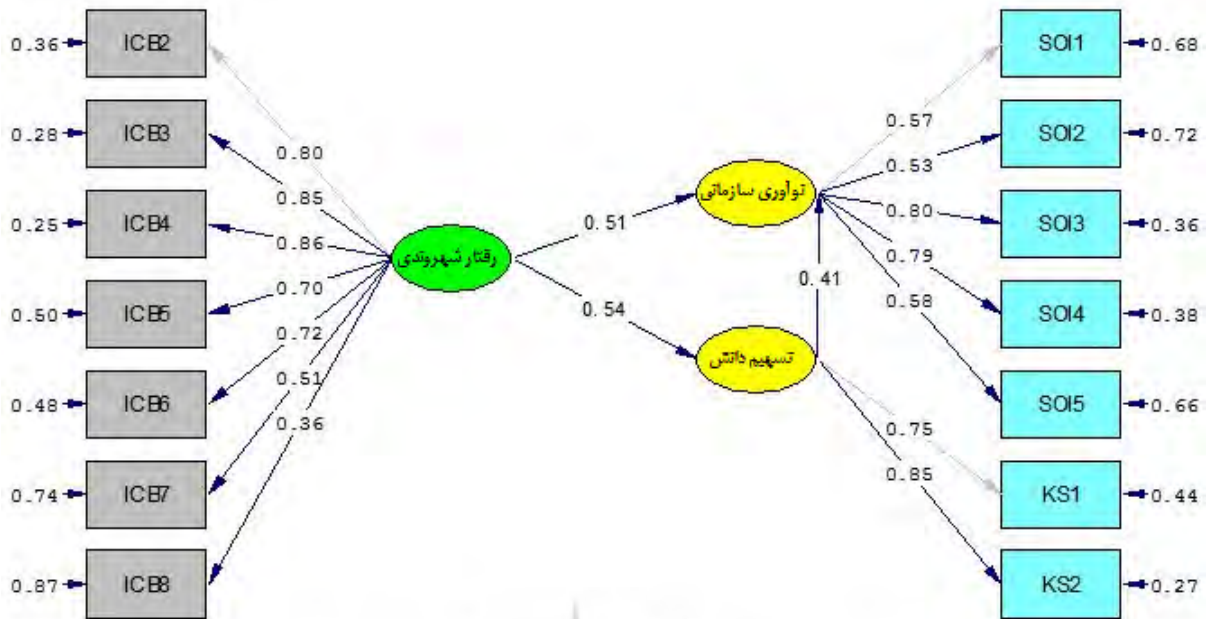 0.36 ICB2
0.28 ICB3
0.25 ICB4
0.50 ICB5
0.48 ICB6
0.74 ICB7
0.87 ICB8
0.80
0.85
0.86
0.70
0.72
0.51
0.36
رفتار شهروندی
0.51
0.54
نوآوری سازمانی
0.41
تسهیم دانش
0.57
0.53
0.80
0.79
0.58
0.75
0.85
SOI1 0.68
SOI2 0.72
SOI3 0.36
SOI4 0.38
SOI5 0.66
KS1 0.44
KS2 0.27